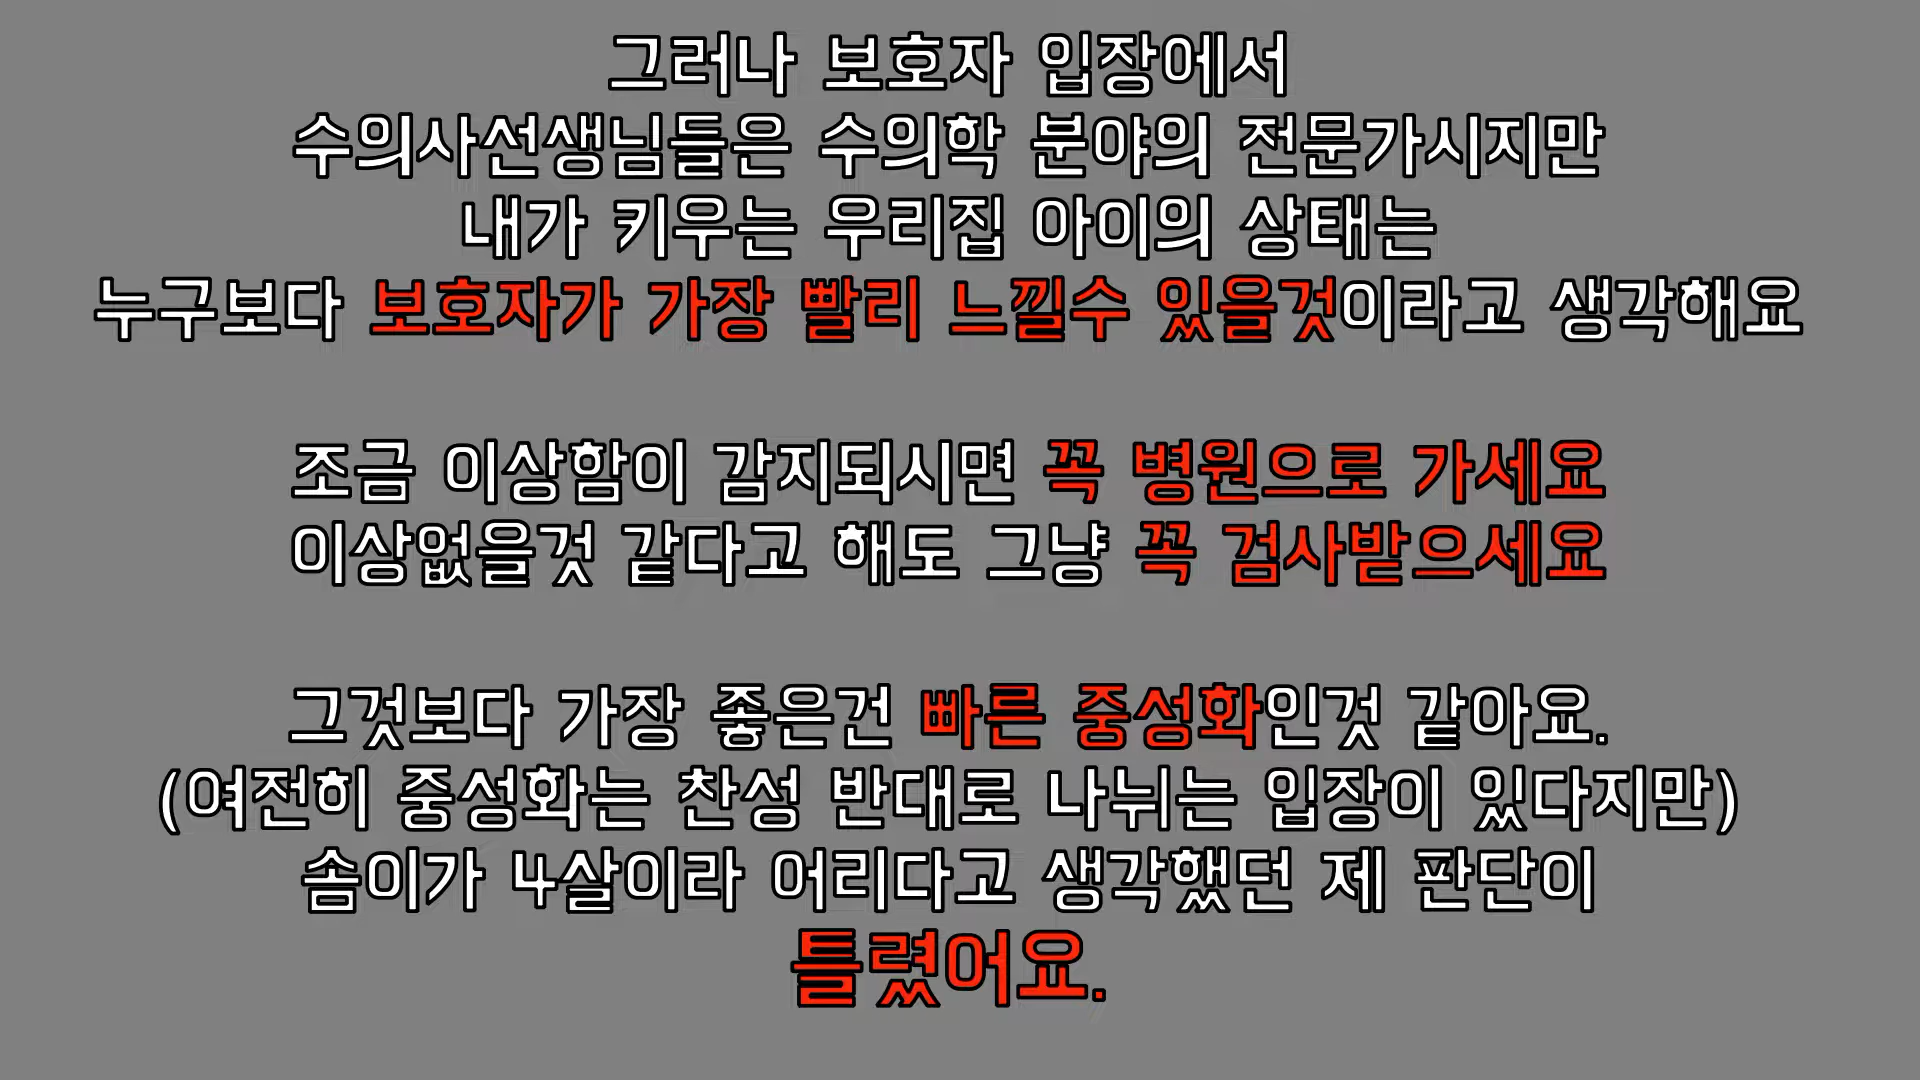 그러나 보호자 입장에서
수의사선생님들은 수의학 분야의 전문가시지만
내가 키우는 우리집 아이의 상태는
누구보다 보호자가 가장 빨리 느낄수 있을것이라고 생각해요
조금 이상함이 감지되시면 꼭 병원으로 가세요
이상없을것 같다고 해도 그냥 꼭 검사받으세요
그것보다 가장 좋은건 빠른 중성화인것 같아요.
(여전히 중성화는 찬성 반대로 나뉘는 입장이 있다지만)
솜이가 4살이라 어리다고 생각했던 제 판단이
틀렸어요.